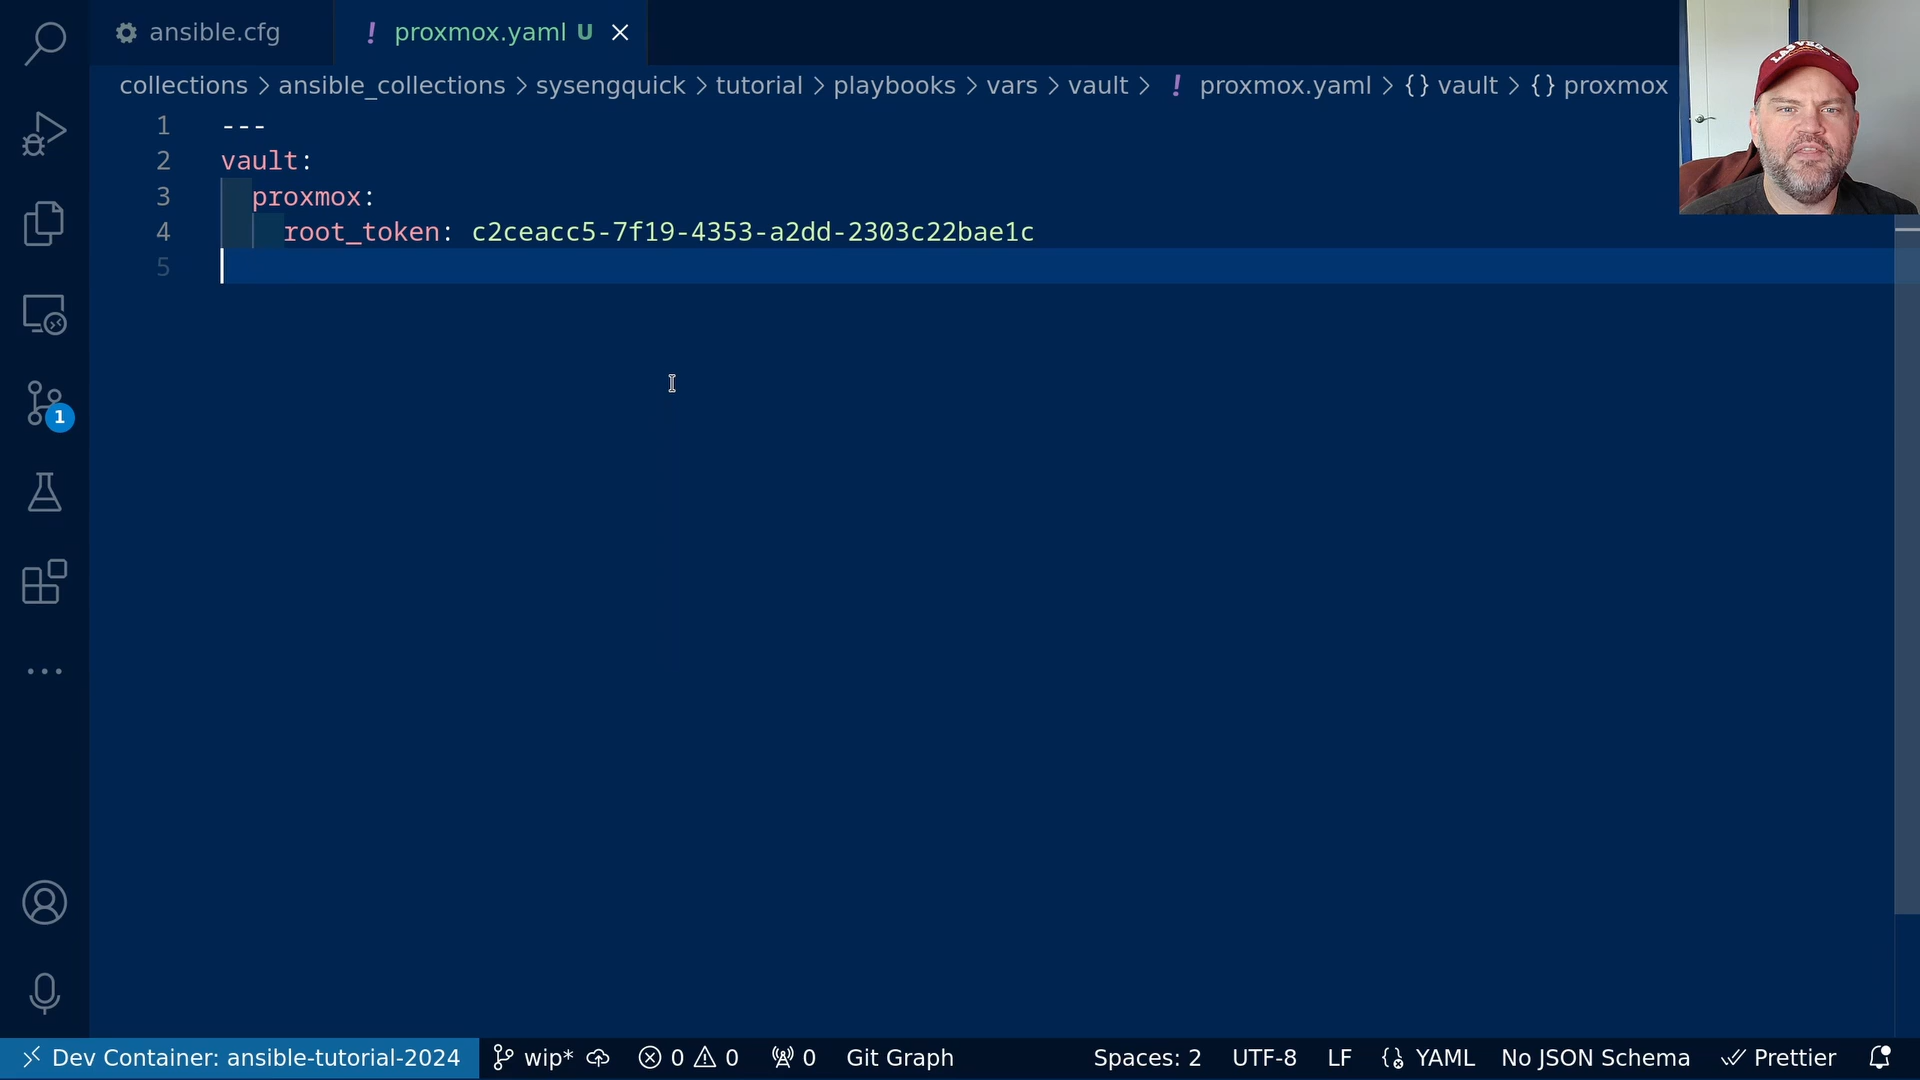 ansible.cfg
! proxmox.yaml U
collections > ansible_collections > sysengquick > tutorial > playbooks > vars > vault > ! proxmox.yaml > {} vault > {} proxmox
1 ---
2 vault:
3 proxmox:
4 root_token: c2ceacc5-7f19-4353-a2dd-2303c22bae1c
5
1
Dev Container: ansible-tutorial-2024 wip* 0 0 0 Git Graph Spaces: 2 UTF-8 LF YAML No JSON Schema Prettier